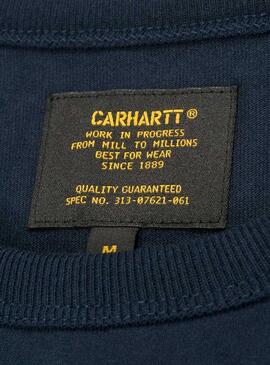 CARHARTT®
WORK IN PROGRESS
FROM MILL TO MILLIONS
BEST FOR WEAR
SINCE 1889
QUALITY GUARANTEED
SPEC NO. 313-07621-061
M